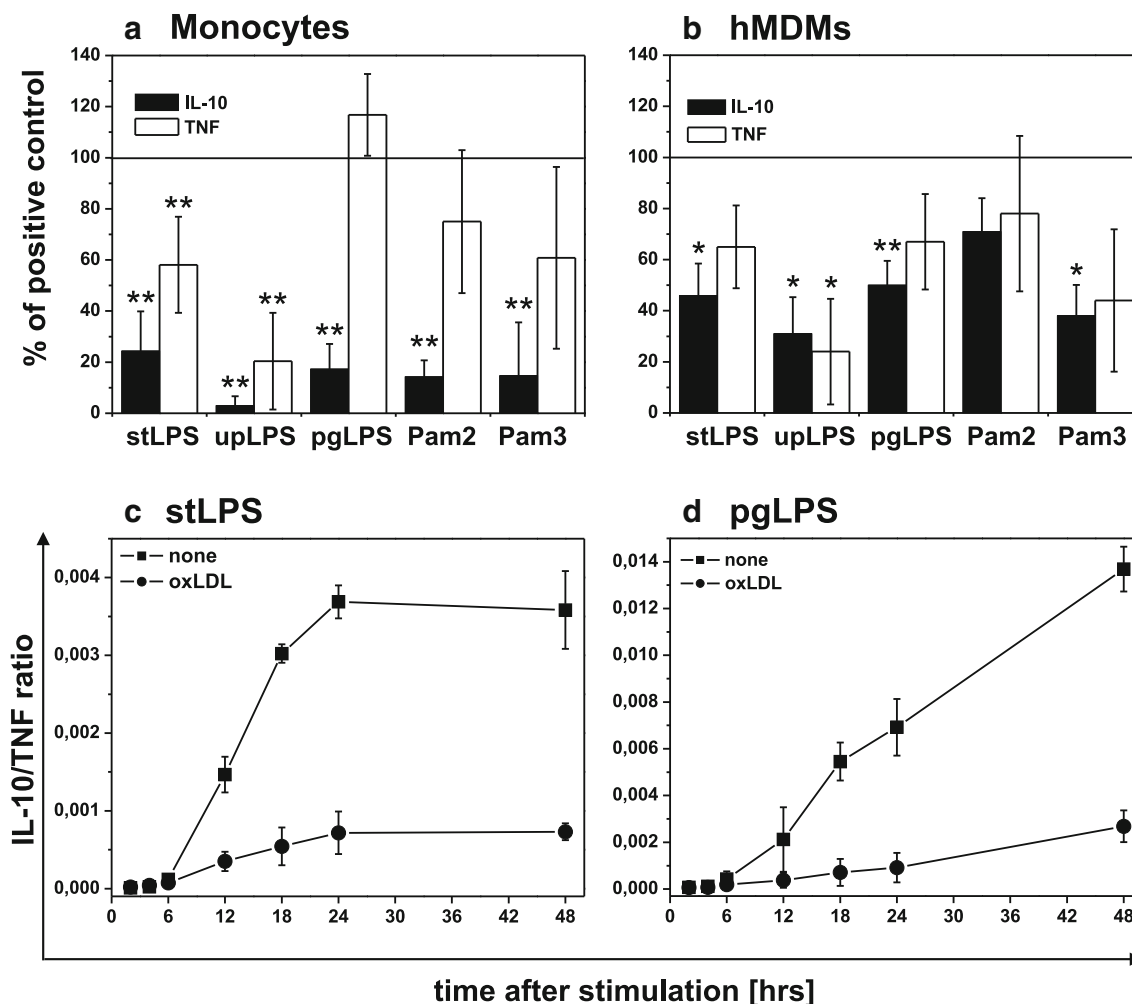 a Monocytes
b hMDMs
% of positive control
140
120
100
80
60
40
20
0
IL-10
TNF
** ** ** ** ** ** **
stLPS upLPS pgLPS Pam2 Pam3
140
120
100
80
60
40
20
0
IL-10
TNF
* * * ** *
stLPS upLPS pgLPS Pam2 Pam3
c stLPS
d pgLPS
IL-10/TNF ratio
none
oxLDL
0,004
0,003
0,002
0,001
0,000
0 6 12 18 24 30 36 42 48
none
oxLDL
0,014
0,012
0,010
0,008
0,006
0,004
0,002
0,000
0 6 12 18 24 30 36 42 48
time after stimulation [hrs]